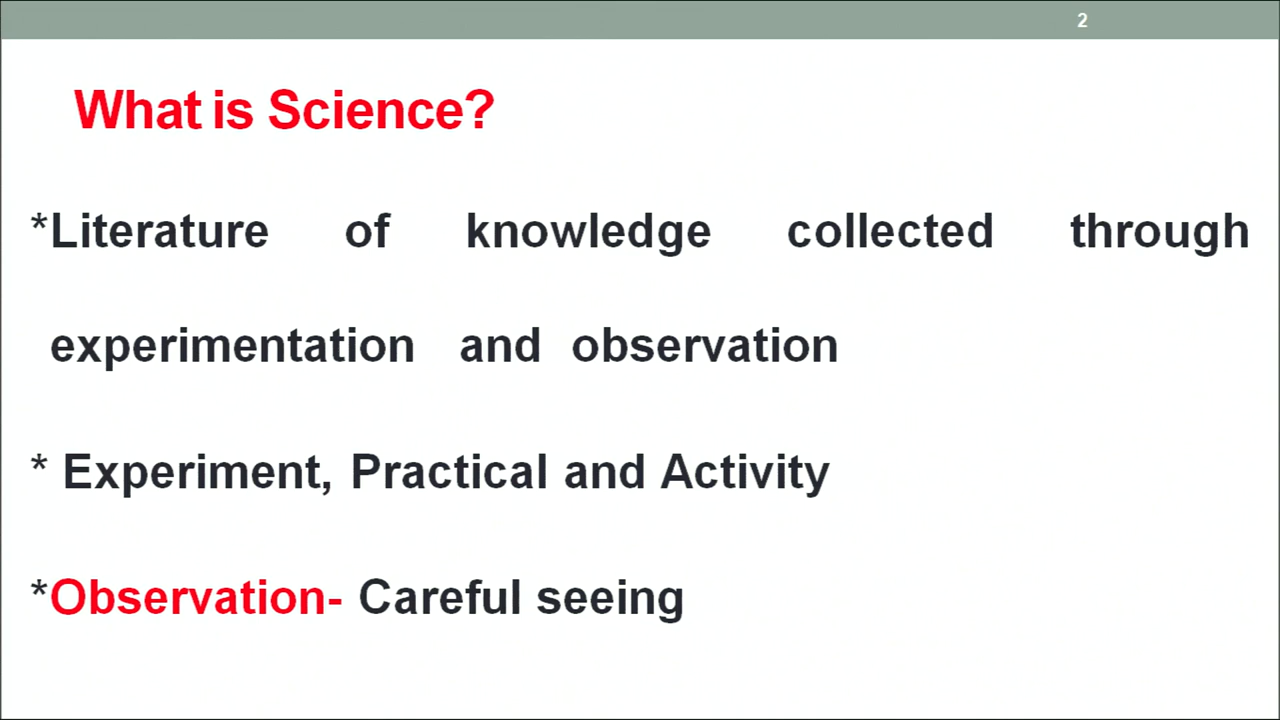 2
What is Science?
*Literature of knowledge collected through
experimentation and observation
* Experiment, Practical and Activity
*Observation- Careful seeing